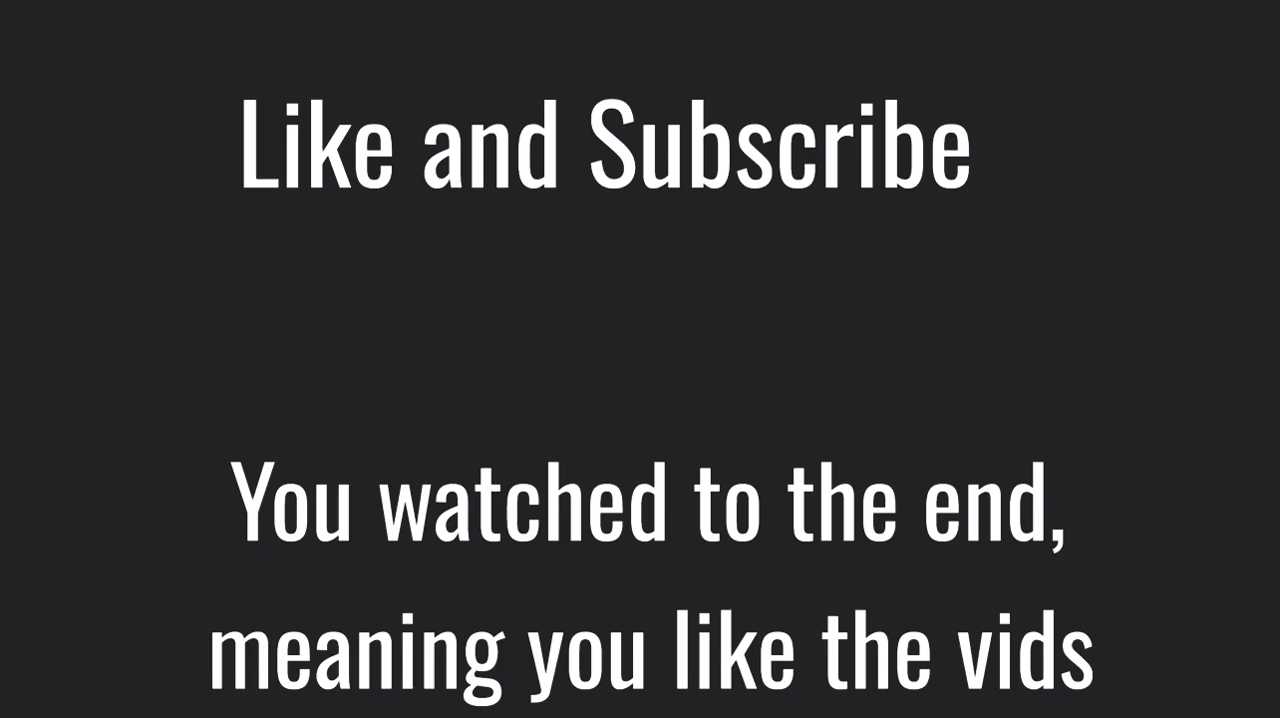 Like and Subscribe
You watched to the end,
meaning you like the vids